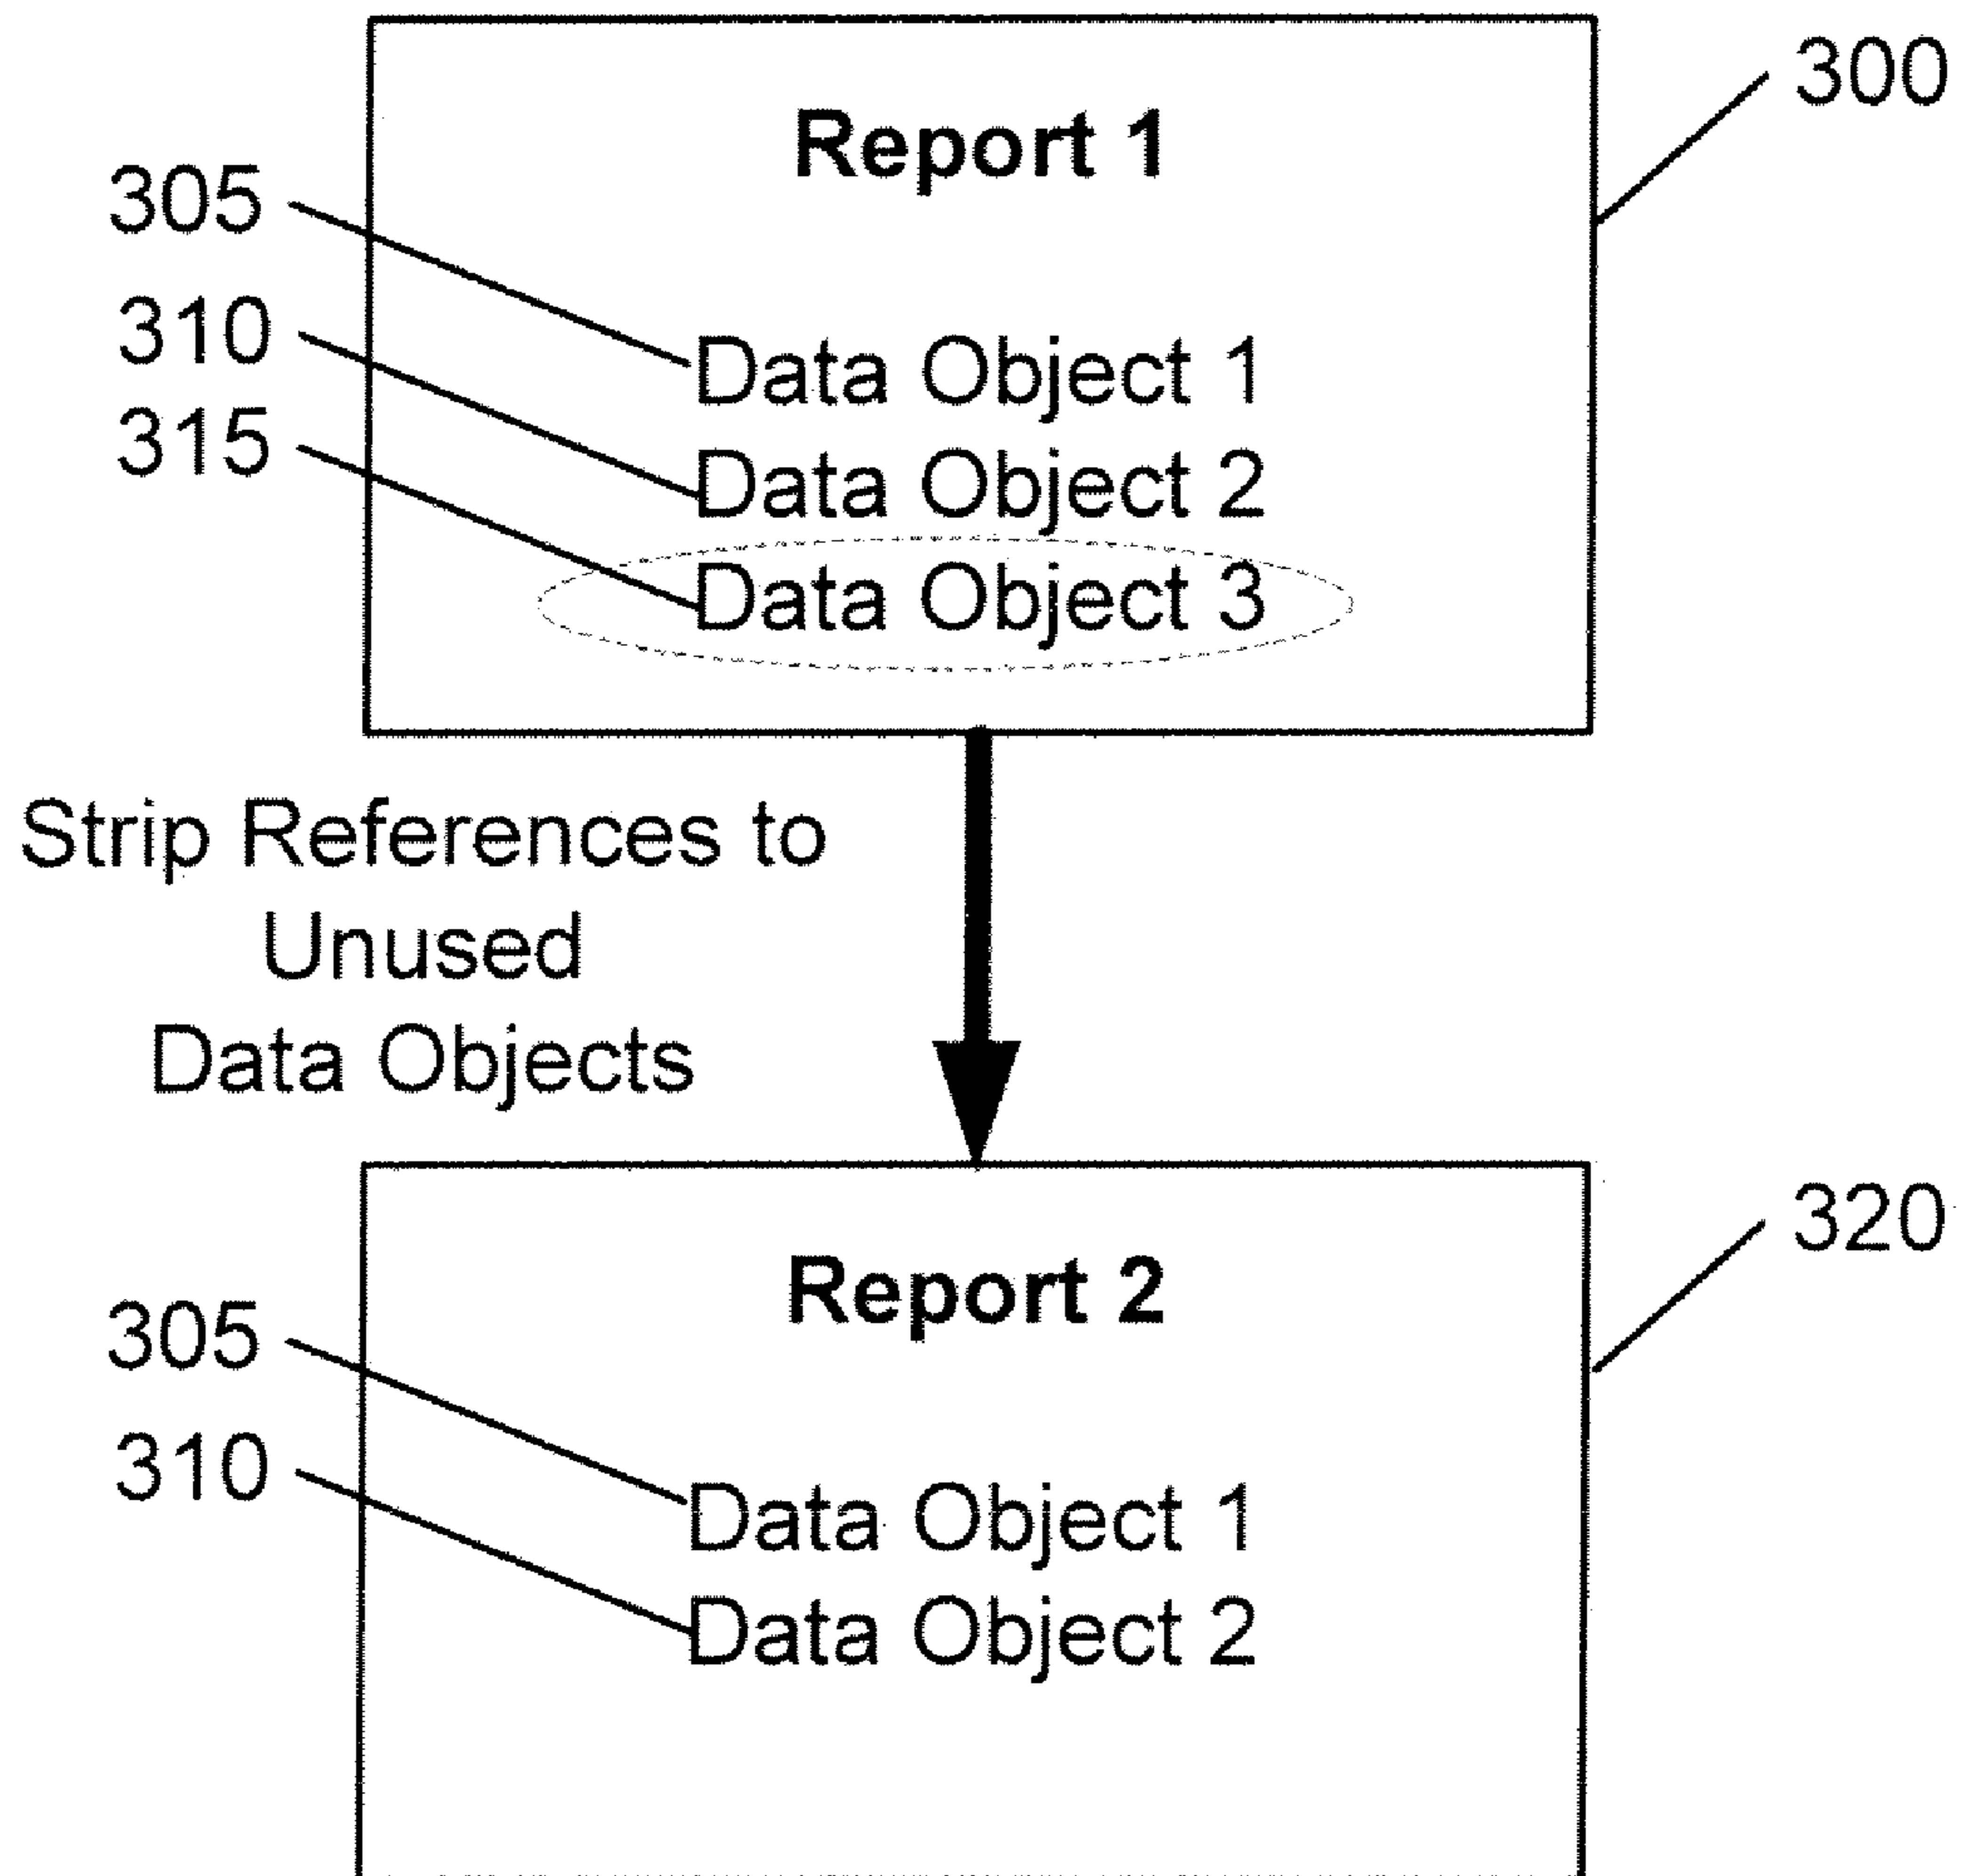 300
Report 1
305
Data Object 1
310
Data Object 2
315
Data Object 3
Strip References to
Unused
Data Objects
320
Report 2
305
Data Object 1
310
Data Object 2